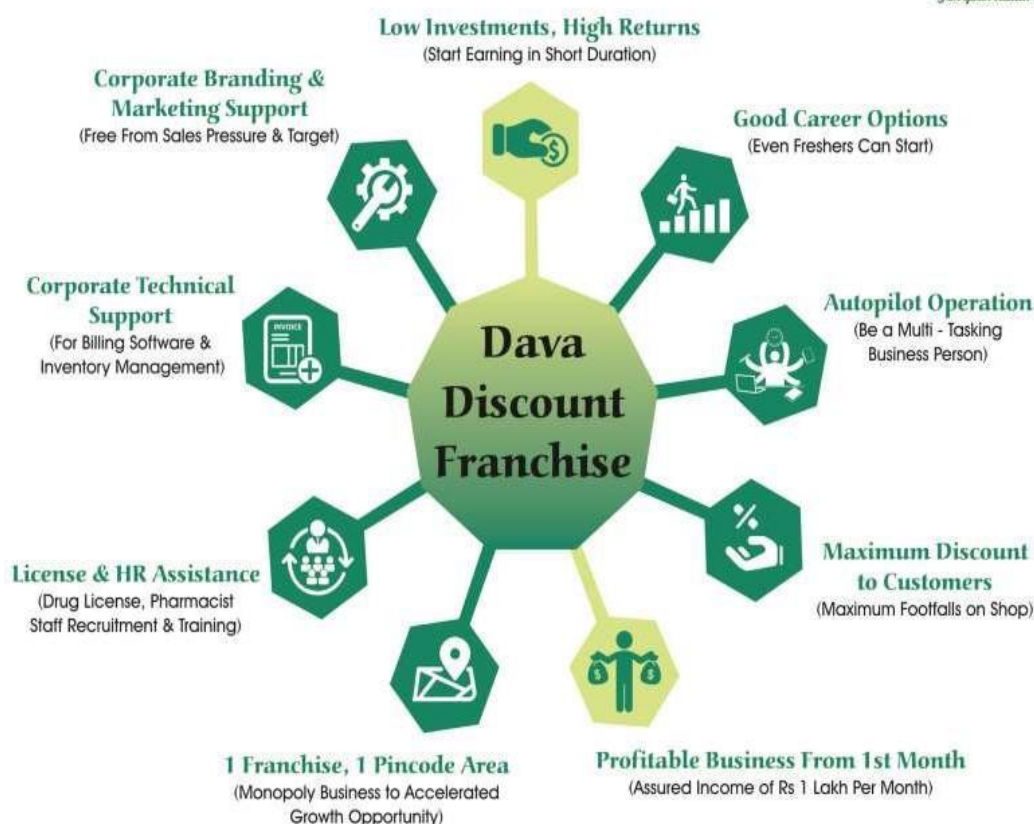 Low Investments, High Returns
(Start Earning in Short Duration)
Corporate Branding &
Marketing Support
(Free From Sales Pressure & Target)
Good Career Options
(Even Freshers Can Start)
Corporate Technical
Support
(For Billing Software &
Inventory Management)
INVOICE
Autopilot Operation
(Be a Multi - Tasking
Business Person)
Dava
Discount
Franchise
License & HR Assistance
(Drug License, Pharmacist
Staff Recruitment & Training)
Maximum Discount
to Customers
(Maximum Footfalls on Shop)
1 Franchise, 1 Pincode Area
(Monopoly Business to Accelerated
Growth Opportunity)
Profitable Business From 1st Month
(Assured Income of Rs 1 Lakh Per Month)